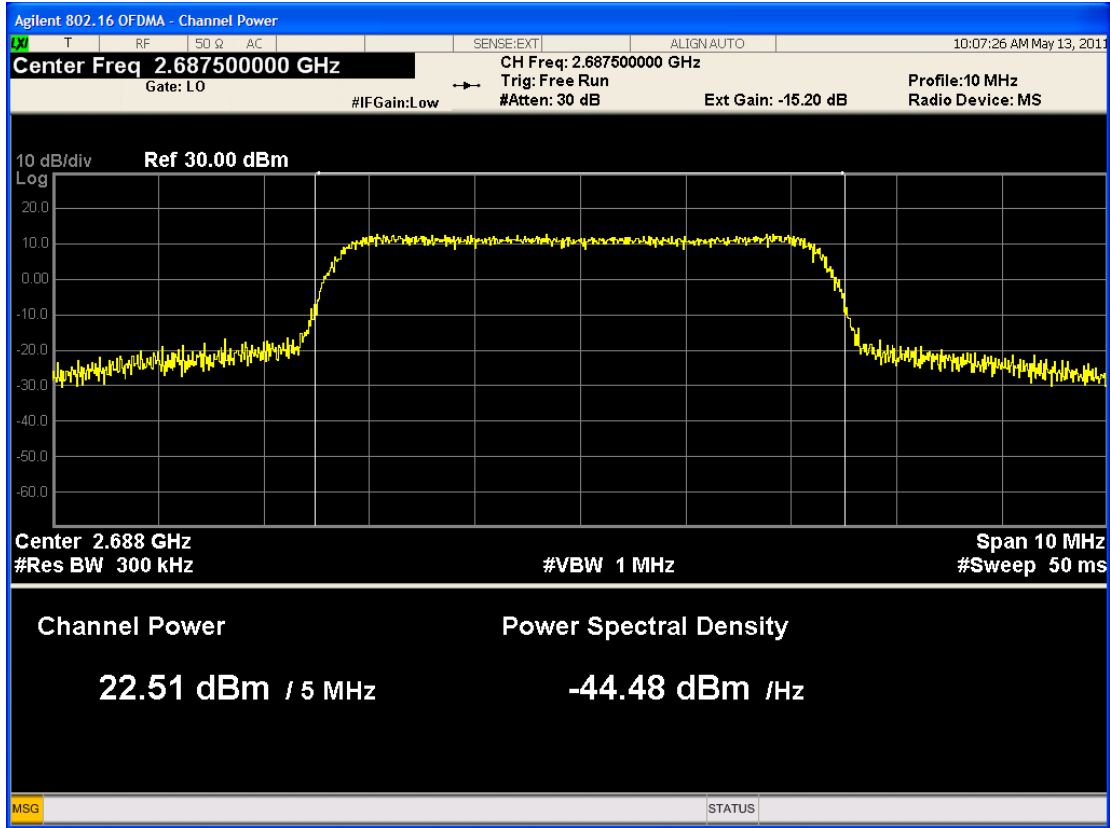 Agilent 802.16 OFDMA - Channel Power
LXI T RF 50 Ω AC SENSE:EXT ALIGN AUTO 10:07:26 AM May 13, 2011
Center Freq 2.687500000 GHz
Gate: LO
#IFGain:Low
CH Freq: 2.687500000 GHz
Trig: Free Run
#Atten: 30 dB
Ext Gain: -15.20 dB
Profile:10 MHz
Radio Device: MS
10 dB/div Ref 30.00 dBm
Log
20.0
10.0
0.00
-10.0
-20.0
-30.0
-40.0
-50.0
-60.0
Center 2.688 GHz Span 10 MHz
#Res BW 300 kHz #VBW 1 MHz #Sweep 50 ms
Channel Power Power Spectral Density
22.51 dBm / 5 MHz -44.48 dBm /Hz
MSG STATUS